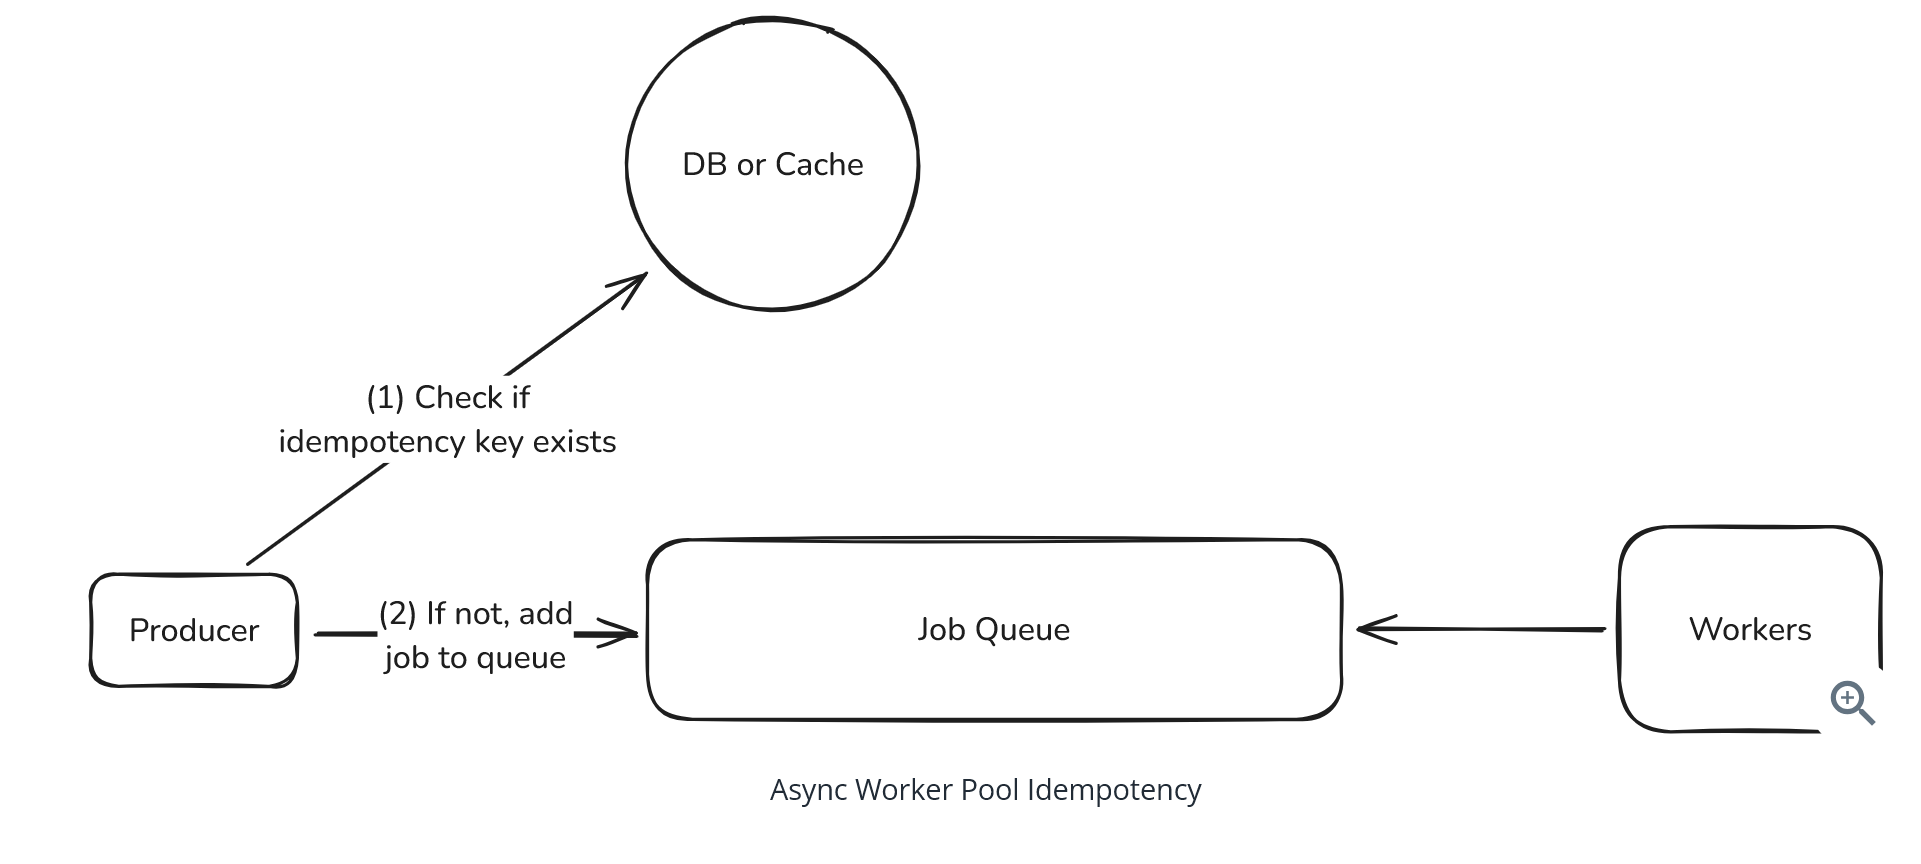 DB or Cache
(1) Check if
idempotency key exists
Producer
(2) If not, add
job to queue
Job Queue
Workers
Async Worker Pool Idempotency